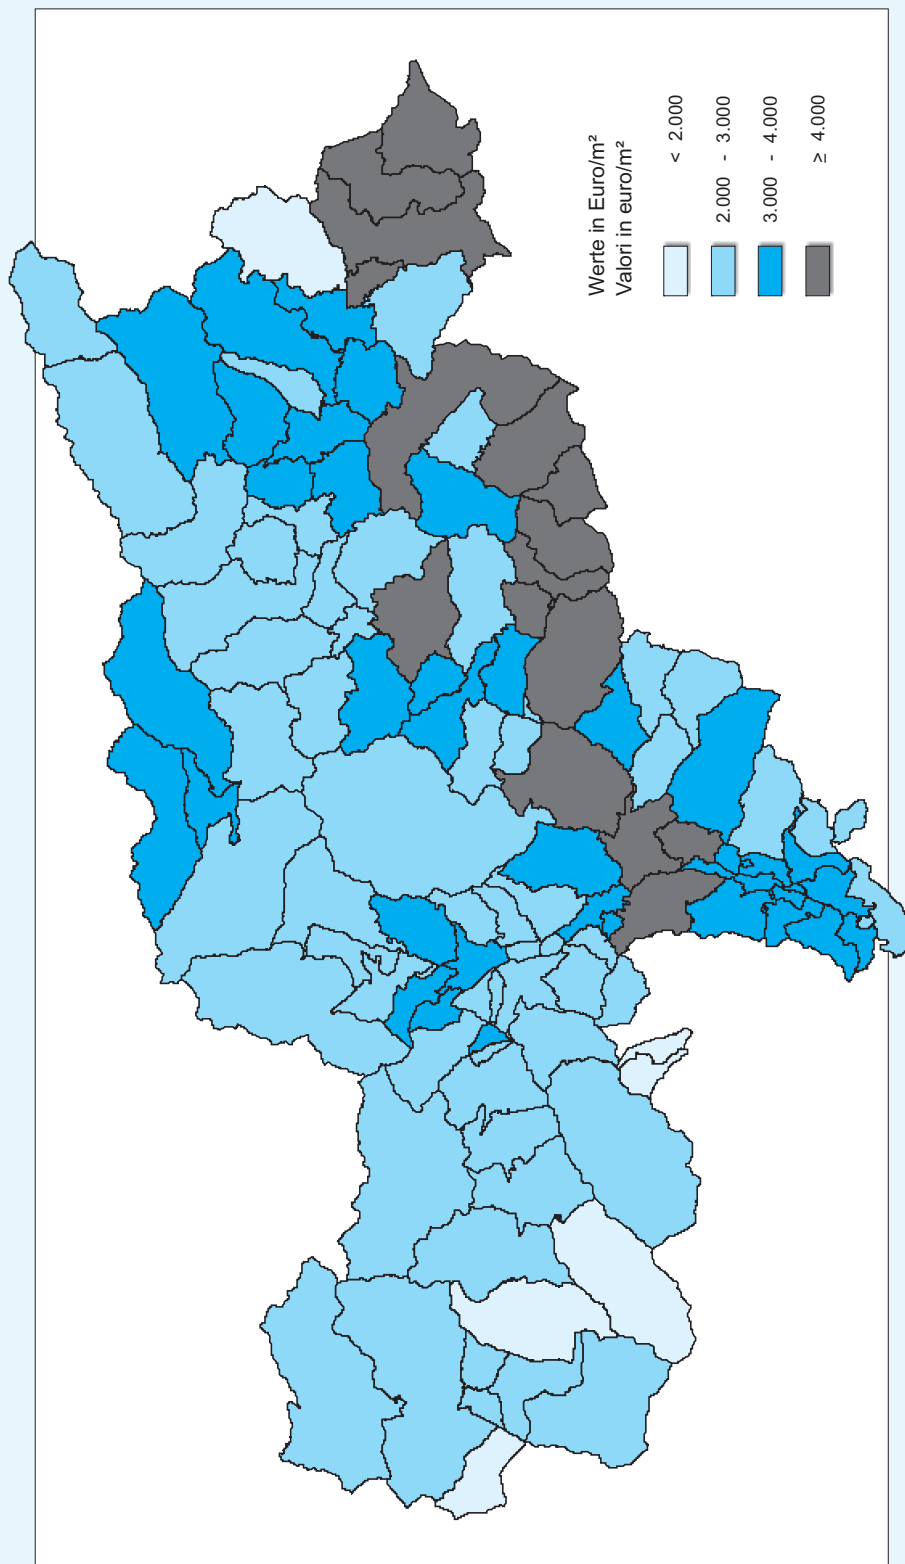 Werte in Euro/m²
Valori in euro/m²
< 2.000
2.000 - 3.000
3.000 - 4.000
≥ 4.000